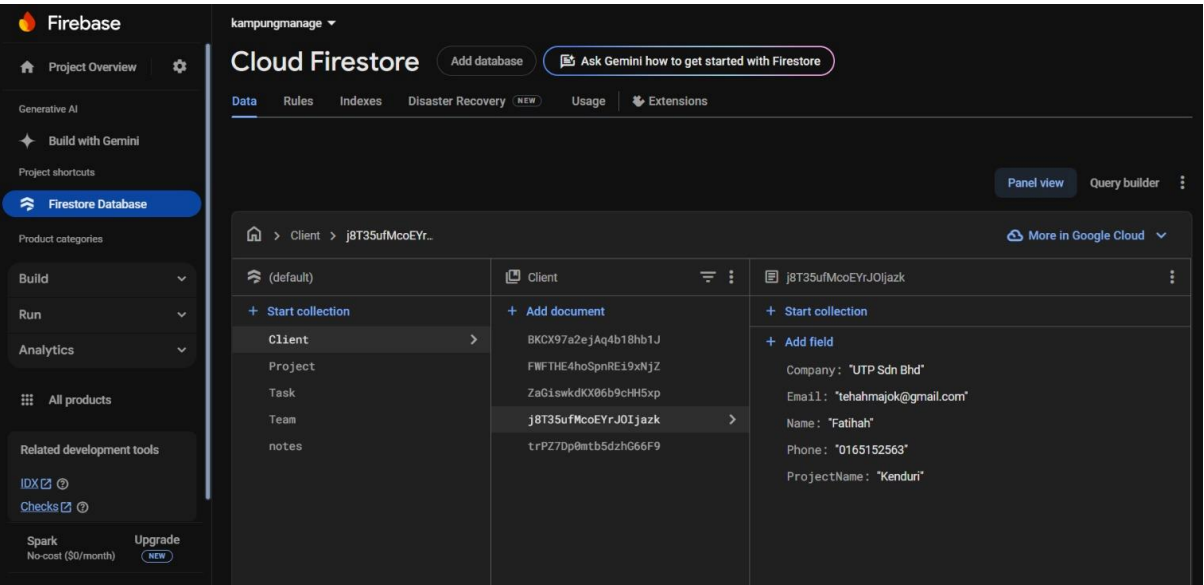 Firebase
Project Overview
Generative AI
Build with Gemini
Project shortcuts
Firestore Database
Product categories
Build
Run
Analytics
All products
Related development tools
IDX
Checks
Spark
No-cost ($0/month)
Upgrade
NEW
kampungmanage
Cloud Firestore
Add database
Ask Gemini how to get started with Firestore
Data Rules Indexes Disaster Recovery NEW Usage Extensions
Panel view Query builder
Client > j8T35ufMcoEYr...
More in Google Cloud
(default)
+ Start collection
Client
Project
Task
Team
notes
Client
+ Add document
BKCX97a2ejAq4b18hb1J
FWFTHE4hoSpnREi9xNjZ
ZaGiswkdKX06b9cHH5xp
j8T35ufMcoEYrJOIjazk
trPZ7Dp0mtb5dzhG66F9
j8T35ufMcoEYrJOIjazk
+ Start collection
+ Add field
Company: "UTP Sdn Bhd"
Email: "tehahmajok@gmail.com"
Name: "Fatihah"
Phone: "0165152563"
ProjectName: "Kenduri"